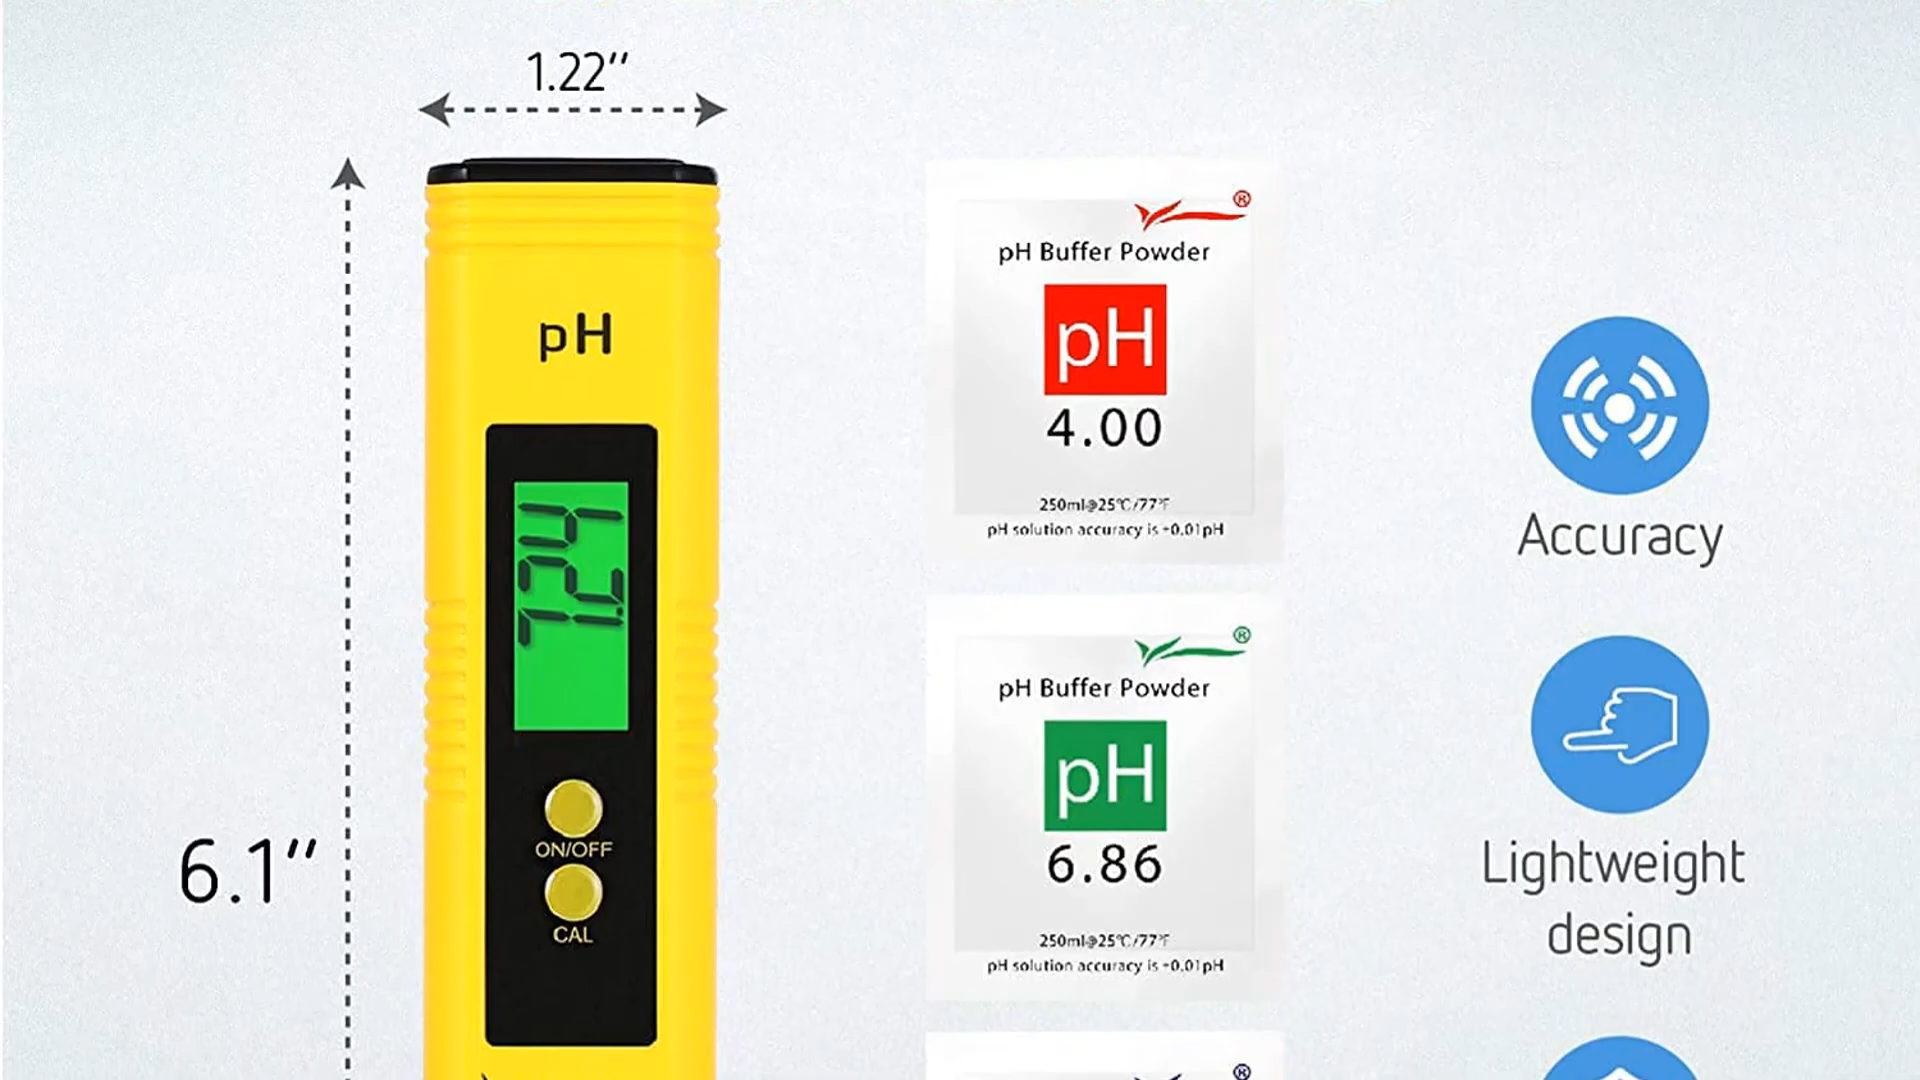 1.22"
pH
7.24
ON/OFF
CAL
6.1"
®
pH Buffer Powder
pH
4.00
250ml@25℃/77℉
pH solution accuracy is ±0.01pH
®
pH Buffer Powder
pH
6.86
250ml@25℃/77℉
pH solution accuracy is ±0.01pH
®
Accuracy
Lightweight
design